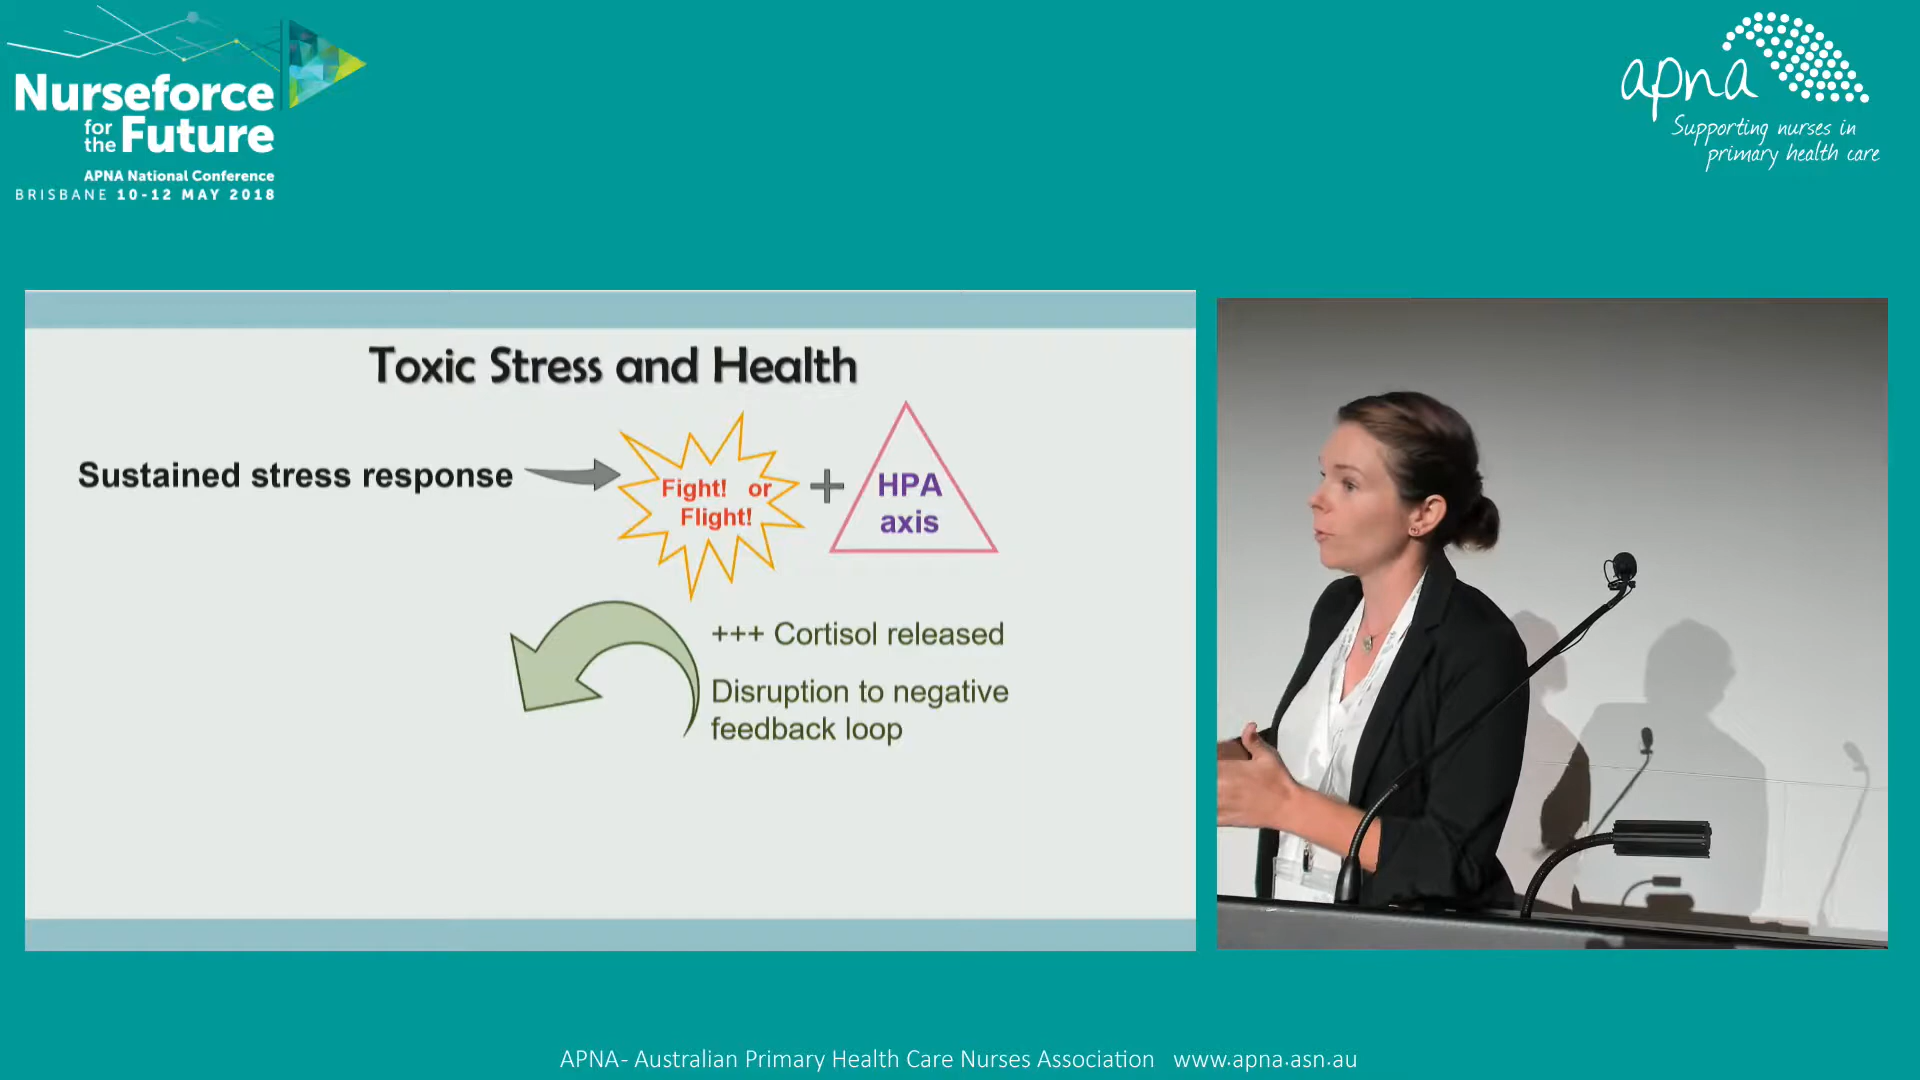 Nurseforce
for
the Future
APNA National Conference
BRISBANE 10-12 MAY 2018
apna
Supporting nurses in
primary health care
Toxic Stress and Health
Sustained stress response
Fight! or
Flight!
+
HPA
axis
+++ Cortisol released
Disruption to negative
feedback loop
APNA- Australian Primary Health Care Nurses Association www.apna.asn.au